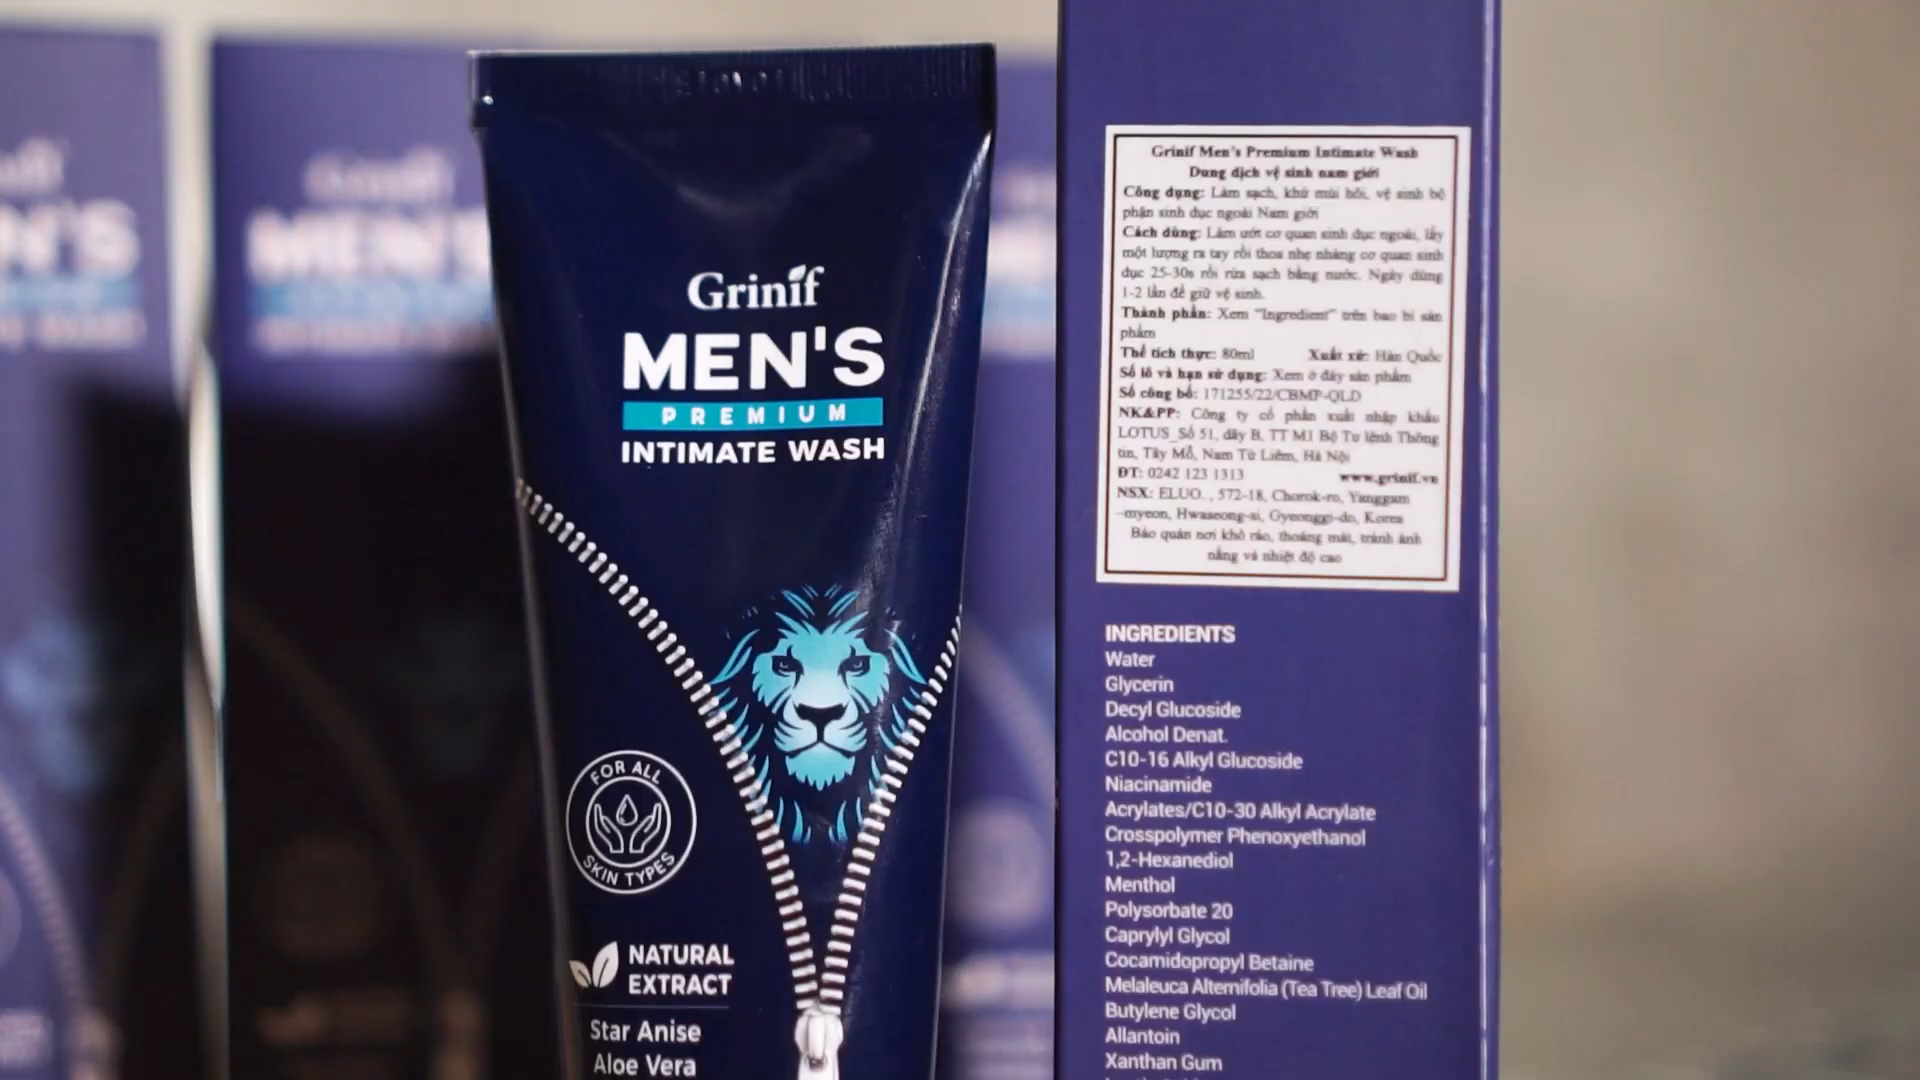 Grinif
MEN'S
PREMIUM
INTIMATE WASH
FOR ALL
SKIN TYPES
NATURAL
EXTRACT
Star Anise
Aloe Vera
Grinif Men's Premium Intimate Wash
Dung dịch vệ sinh nam giới
Công dụng: Làm sạch, khử mùi hôi, vệ sinh bộ
phận sinh dục ngoài Nam giới
Cách dùng: Làm ướt cơ quan sinh dục ngoài, lấy
một lượng ra tay rồi thoa nhẹ nhàng cơ quan sinh
dục 25-30s rồi rửa sạch bằng nước. Ngày dùng
1-2 lần để giữ vệ sinh.
Thành phần: Xem "Ingredient" trên bao bì sản
phẩm
Thể tích thực: 80ml Xuất xứ: Hàn Quốc
Số lô và hạn sử dụng: Xem ở đáy sản phẩm
Số công bố: 171255/22/CBMP-QLD
NK&PP: Công ty cổ phần xuất nhập khẩu
LOTUS_Số 51, dãy B, TT M1 Bộ Tư lệnh Thông
tin, Tây Mỗ, Nam Từ Liêm, Hà Nội
ĐT: 0242 123 1313 www.grinif.vn
NSX: ELUO. , 572-18, Chorok-ro, Yanggam
-myeon, Hwaseong-si, Gyeonggi-do, Korea
Bảo quản nơi khô ráo, thoáng mát, tránh ánh
nắng và nhiệt độ cao
INGREDIENTS
Water
Glycerin
Decyl Glucoside
Alcohol Denat.
C10-16 Alkyl Glucoside
Niacinamide
Acrylates/C10-30 Alkyl Acrylate
Crosspolymer Phenoxyethanol
1,2-Hexanediol
Menthol
Polysorbate 20
Caprylyl Glycol
Cocamidopropyl Betaine
Melaleuca Alternifolia (Tea Tree) Leaf Oil
Butylene Glycol
Allantoin
Xanthan Gum